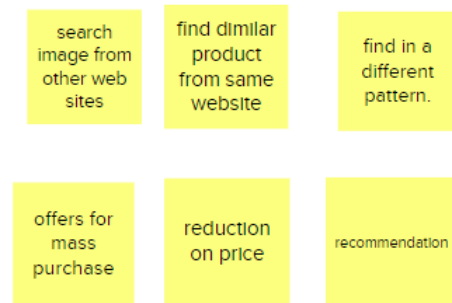 search
image from
other web
sites
find dimilar
product
from same
website
find in a
different
pattern.
offers for
mass
purchase
reduction
on price
recommendation